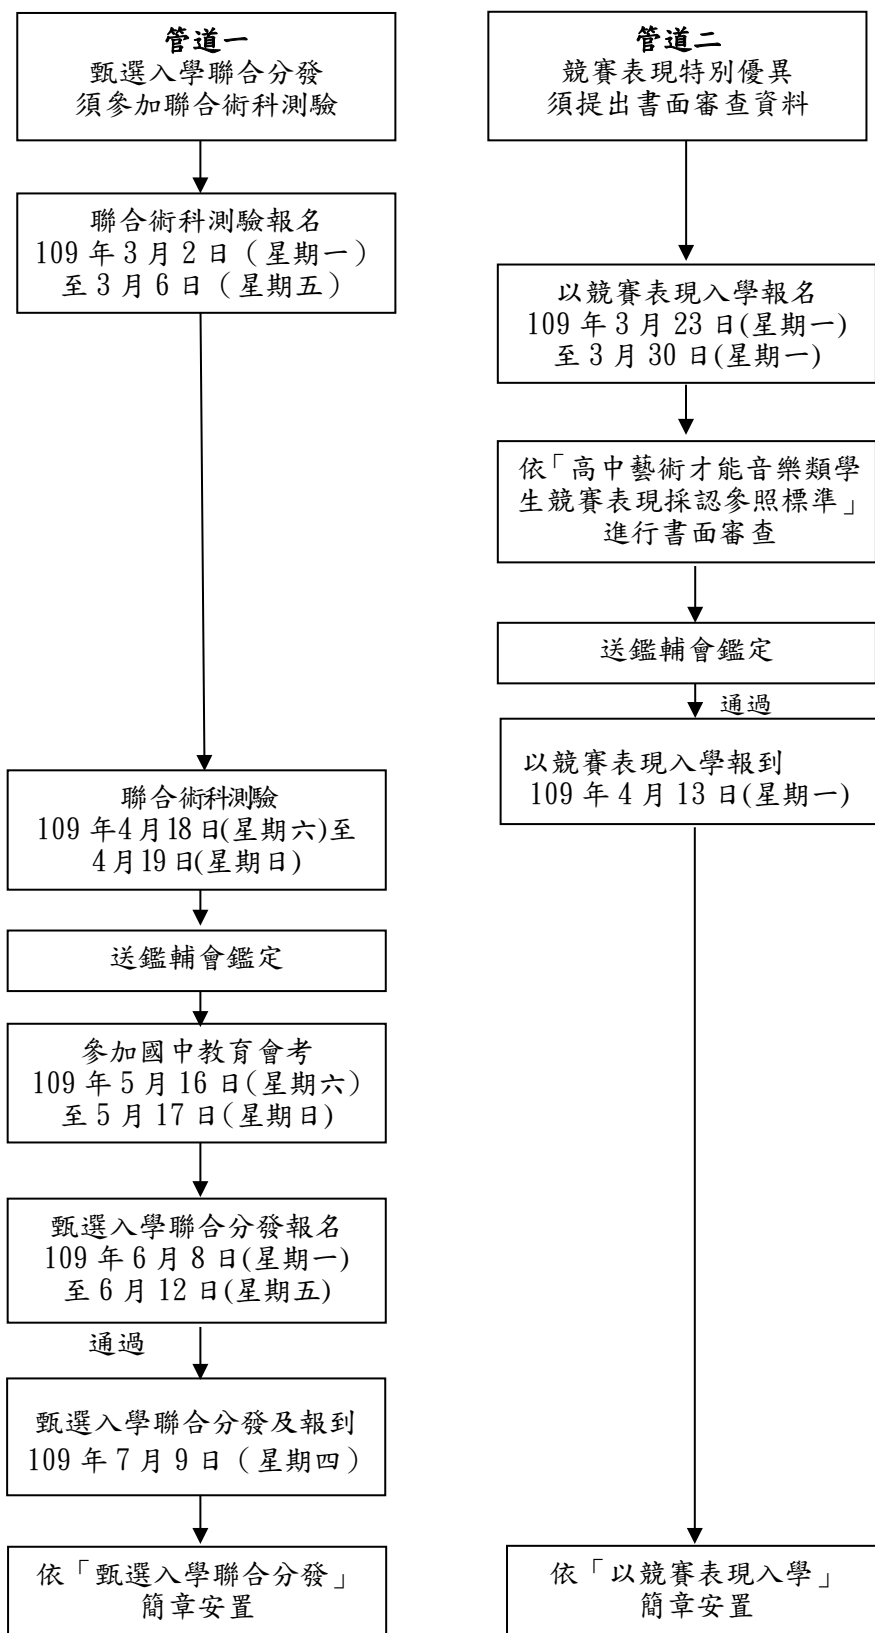 管道一
甄選入學聯合分發
須參加聯合術科測驗
聯合術科測驗報名
109 年 3 月 2 日（星期一）
至 3 月 6 日（星期五）
聯合術科測驗
109 年4月18日(星期六)至
4月19日(星期日)
送鑑輔會鑑定
參加國中教育會考
109 年 5 月 16 日(星期六)
至 5 月 17 日(星期日)
甄選入學聯合分發報名
109 年 6 月 8 日(星期一)
至 6 月 12 日(星期五)
通過
甄選入學聯合分發及報到
109 年 7 月 9 日（星期四）
依「甄選入學聯合分發」
簡章安置
管道二
競賽表現特別優異
須提出書面審查資料
以競賽表現入學報名
109 年 3 月 23 日(星期一)
至 3 月 30 日(星期一)
依「高中藝術才能音樂類學
生競賽表現採認參照標準」
進行書面審查
送鑑輔會鑑定
通過
以競賽表現入學報到
109 年 4 月 13 日(星期一)
依「以競賽表現入學」
簡章安置